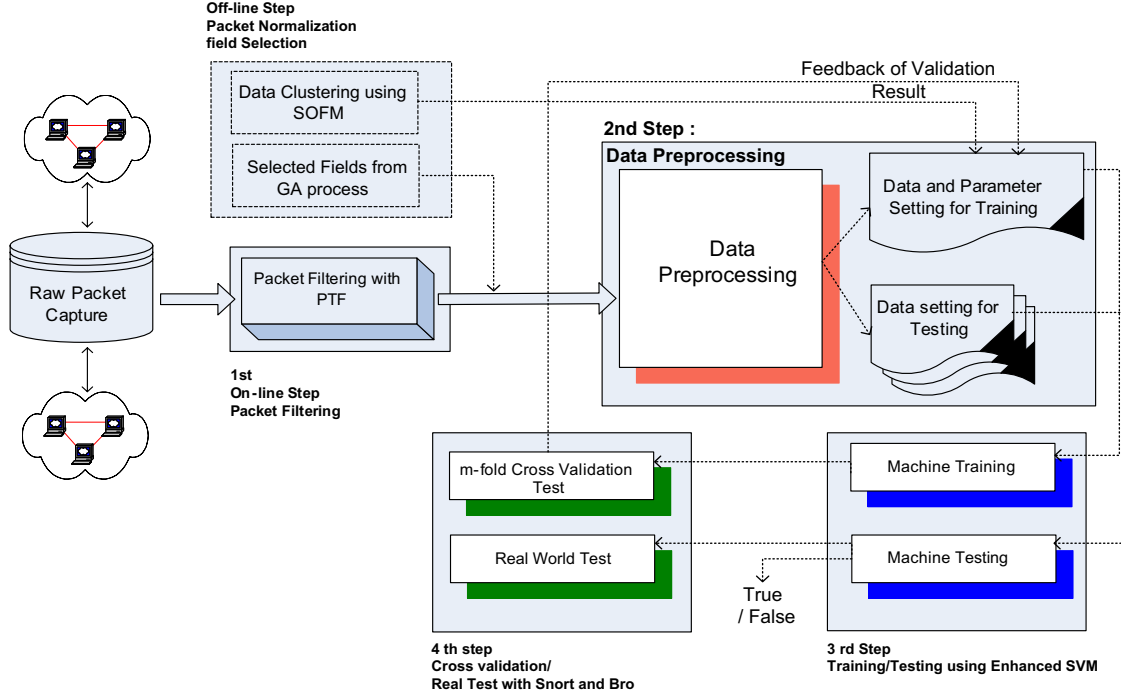 Off-line Step
Packet Normalization
field Selection
Data Clustering using
SOFM
Selected Fields from
GA process
Feedback of Validation
Result
2nd Step :
Data Preprocessing
Data
Preprocessing
Data and Parameter
Setting for Training
Data setting for
Testing
Raw Packet
Capture
Packet Filtering with
PTF
1st
On-line Step
Packet Filtering
m-fold Cross Validation
Test
Real World Test
Machine Training
Machine Testing
True
/ False
4 th step
Cross validation/
Real Test with Snort and Bro
3 rd Step
Training/Testing using Enhanced SVM